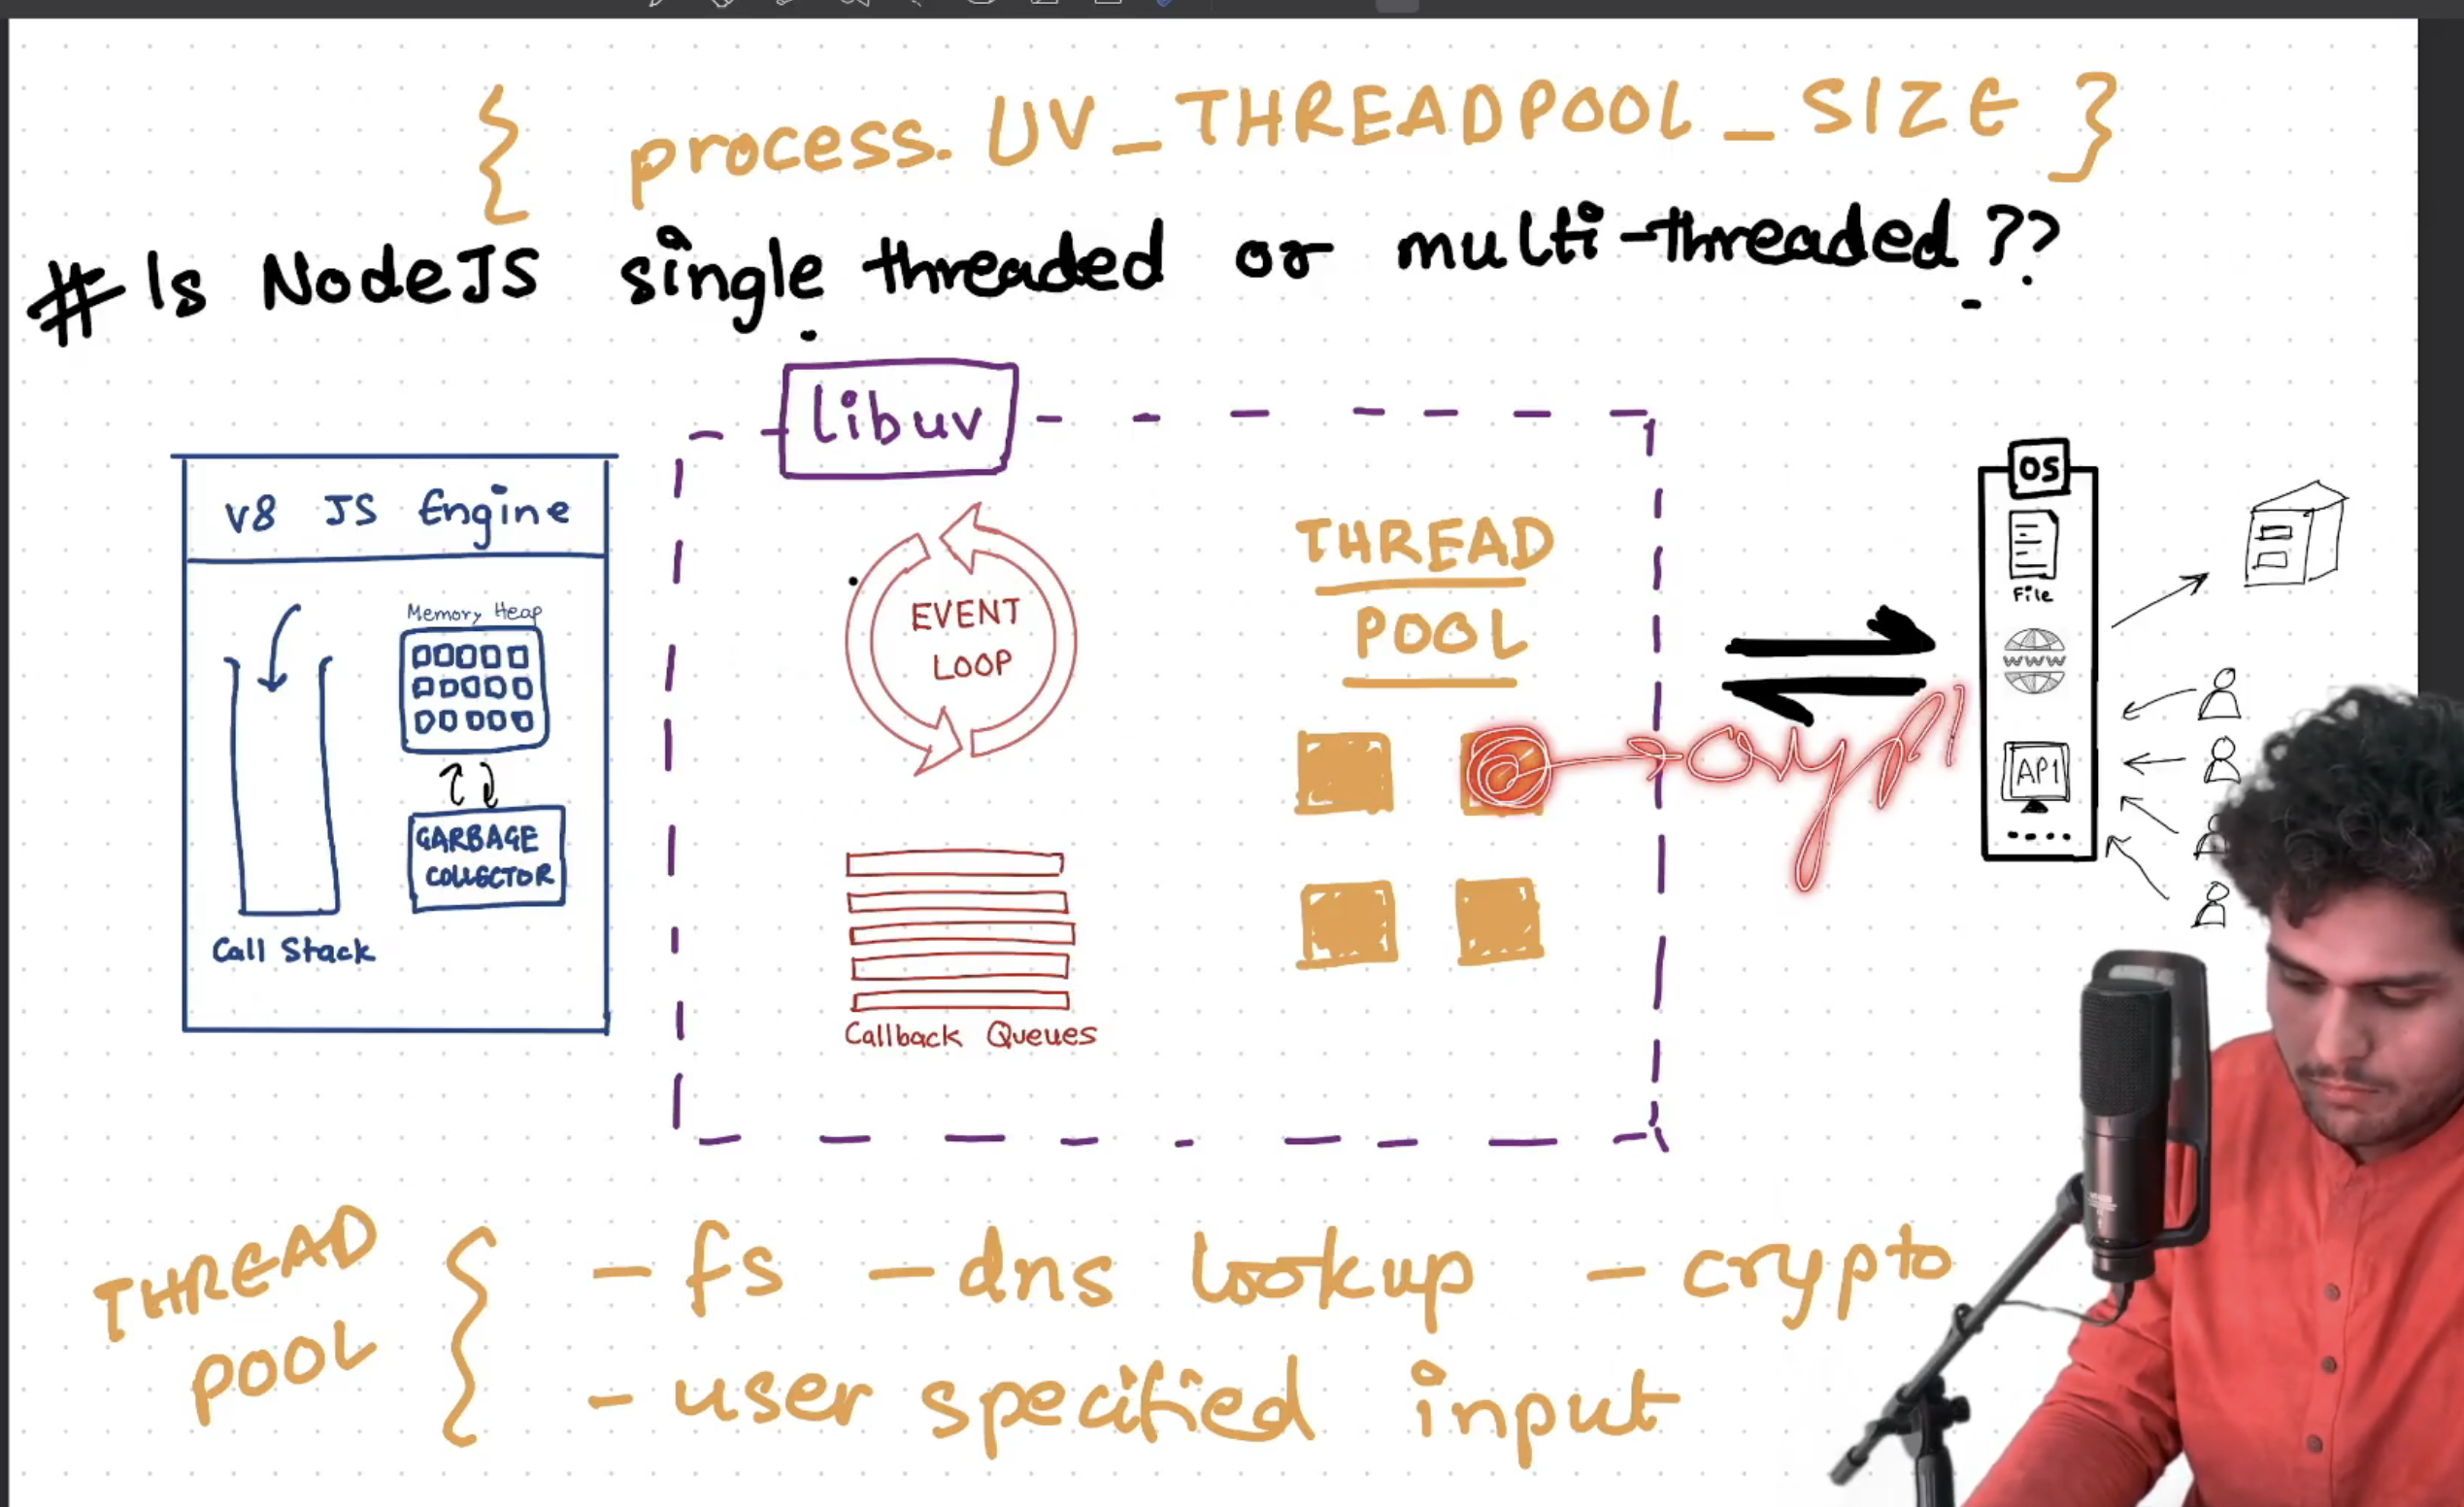 { process.UV_THREADPOOL_SIZE }
# Is NodeJS single threaded or multi-threaded ??
libuv
V8 JS Engine
Memory Heap
GARBAGE
COLLECTOR
Call Stack
EVENT
LOOP
Callback Queues
THREAD
POOL
cryp
OS
File
WWW
API
THREAD
POOL
- fs - dns lookup - crypto
- user specified input